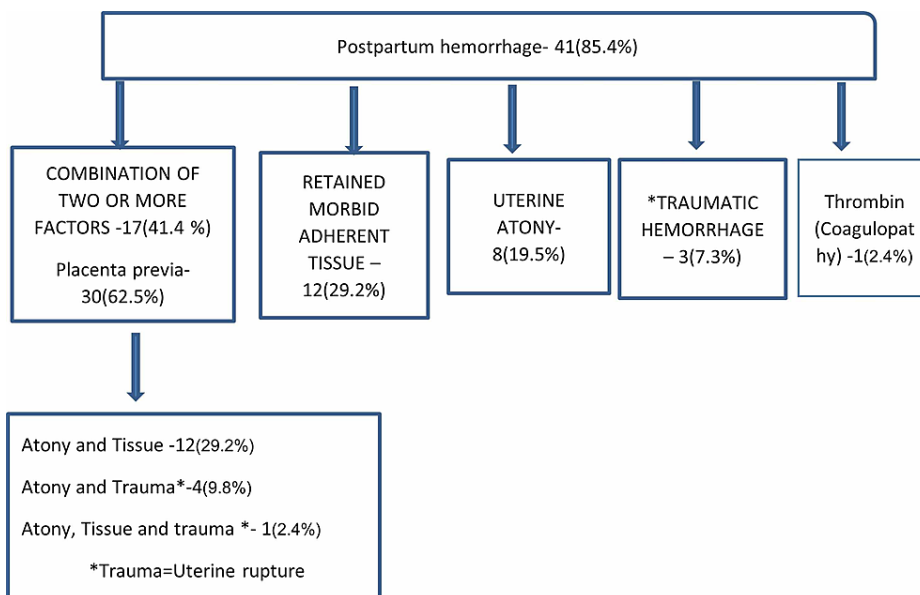 Postpartum hemorrhage- 41(85.4%)
COMBINATION OF
TWO OR MORE
FACTORS -17(41.4 %)
Placenta previa-
30(62.5%)
RETAINED
MORBID
ADHERENT
TISSUE –
12(29.2%)
UTERINE
ATONY-
8(19.5%)
*TRAUMATIC
HEMORRHAGE
– 3(7.3%)
Thrombin
(Coagulopat
hy) -1(2.4%)
Atony and Tissue -12(29.2%)
Atony and Trauma*-4(9.8%)
Atony, Tissue and trauma *- 1(2.4%)
*Trauma=Uterine rupture